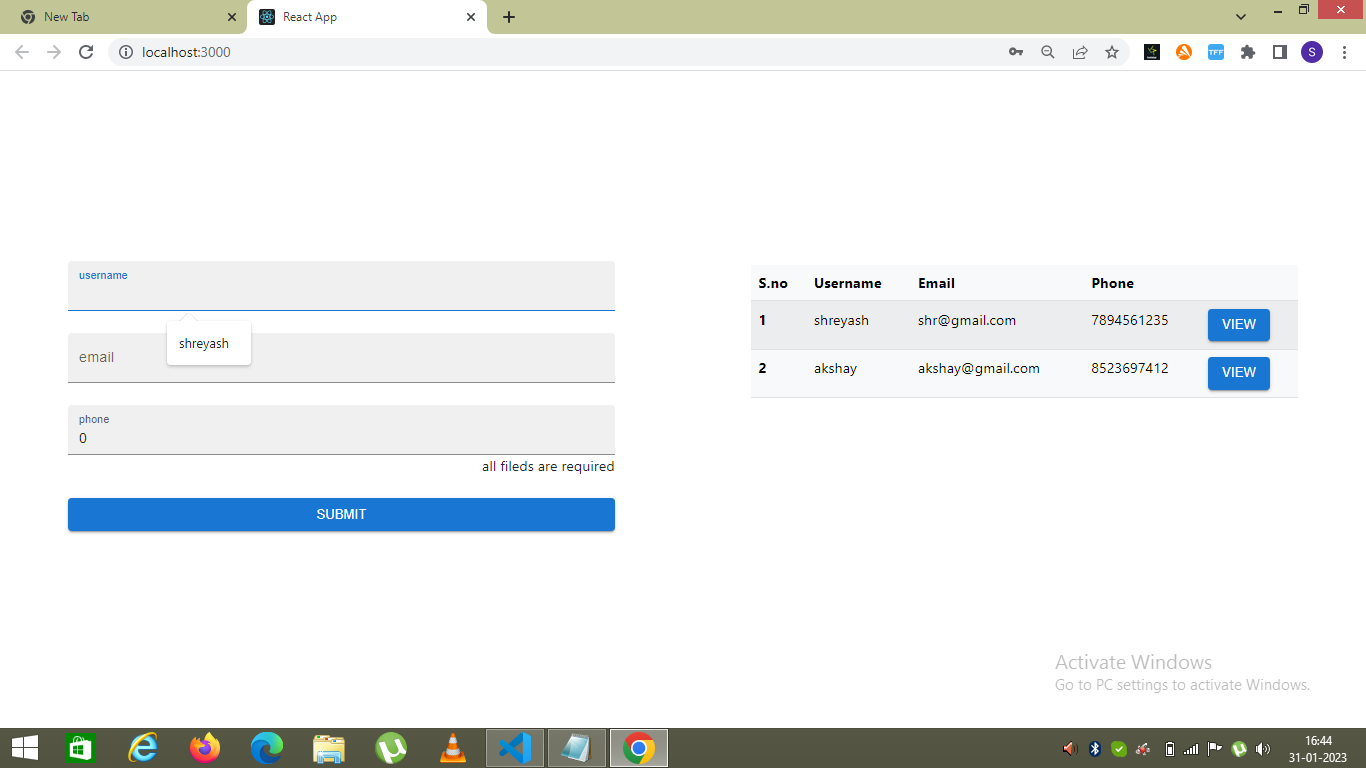 New Tab
React App
localhost:3000
TFF
S
username
shreyash
email
phone
0
all fileds are required
SUBMIT
S.no Username Email Phone
1 shreyash shr@gmail.com 7894561235 VIEW
2 akshay akshay@gmail.com 8523697412 VIEW
Activate Windows
Go to PC settings to activate Windows.
16:44
31-01-2023